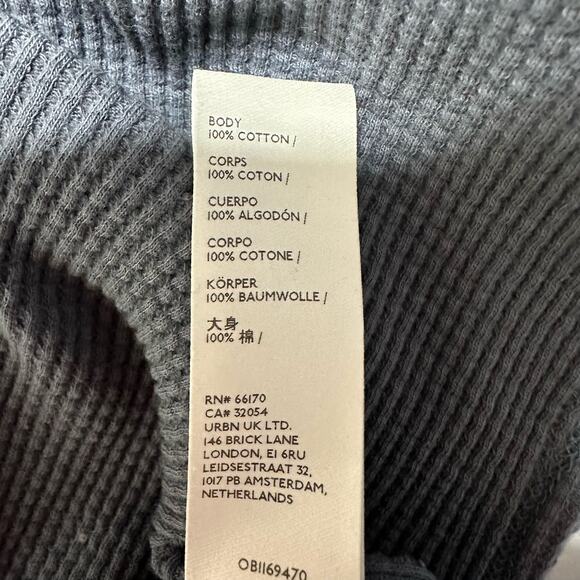 BODY
100% COTTON /
CORPS
100% COTON /
CUERPO
100% ALGODÓN /
CORPO
100% COTONE /
KÖRPER
100% BAUMWOLLE /
大身
100% 棉 /
RN# 66170
CA# 32054
URBN UK LTD.
146 BRICK LANE
LONDON, E1 6RU
LEIDSESTRAAT 32,
1017 PB AMSTERDAM,
NETHERLANDS
OB1169470